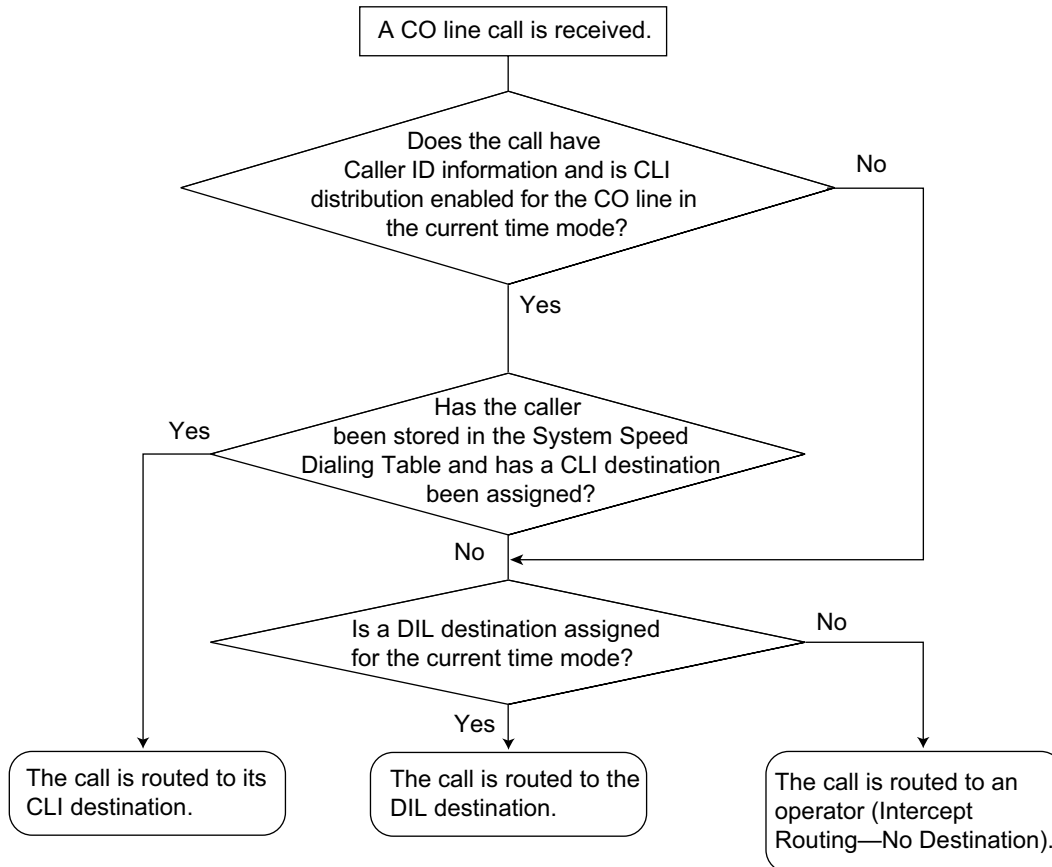 A CO line call is received.
Does the call have
Caller ID information and is CLI
distribution enabled for the CO line in
the current time mode?
No
Yes
Has the caller
been stored in the System Speed
Dialing Table and has a CLI destination
been assigned?
Yes
No
Is a DIL destination assigned
for the current time mode?
No
Yes
The call is routed to its
CLI destination.
The call is routed to the
DIL destination.
The call is routed to an
operator (Intercept
Routing—No Destination).